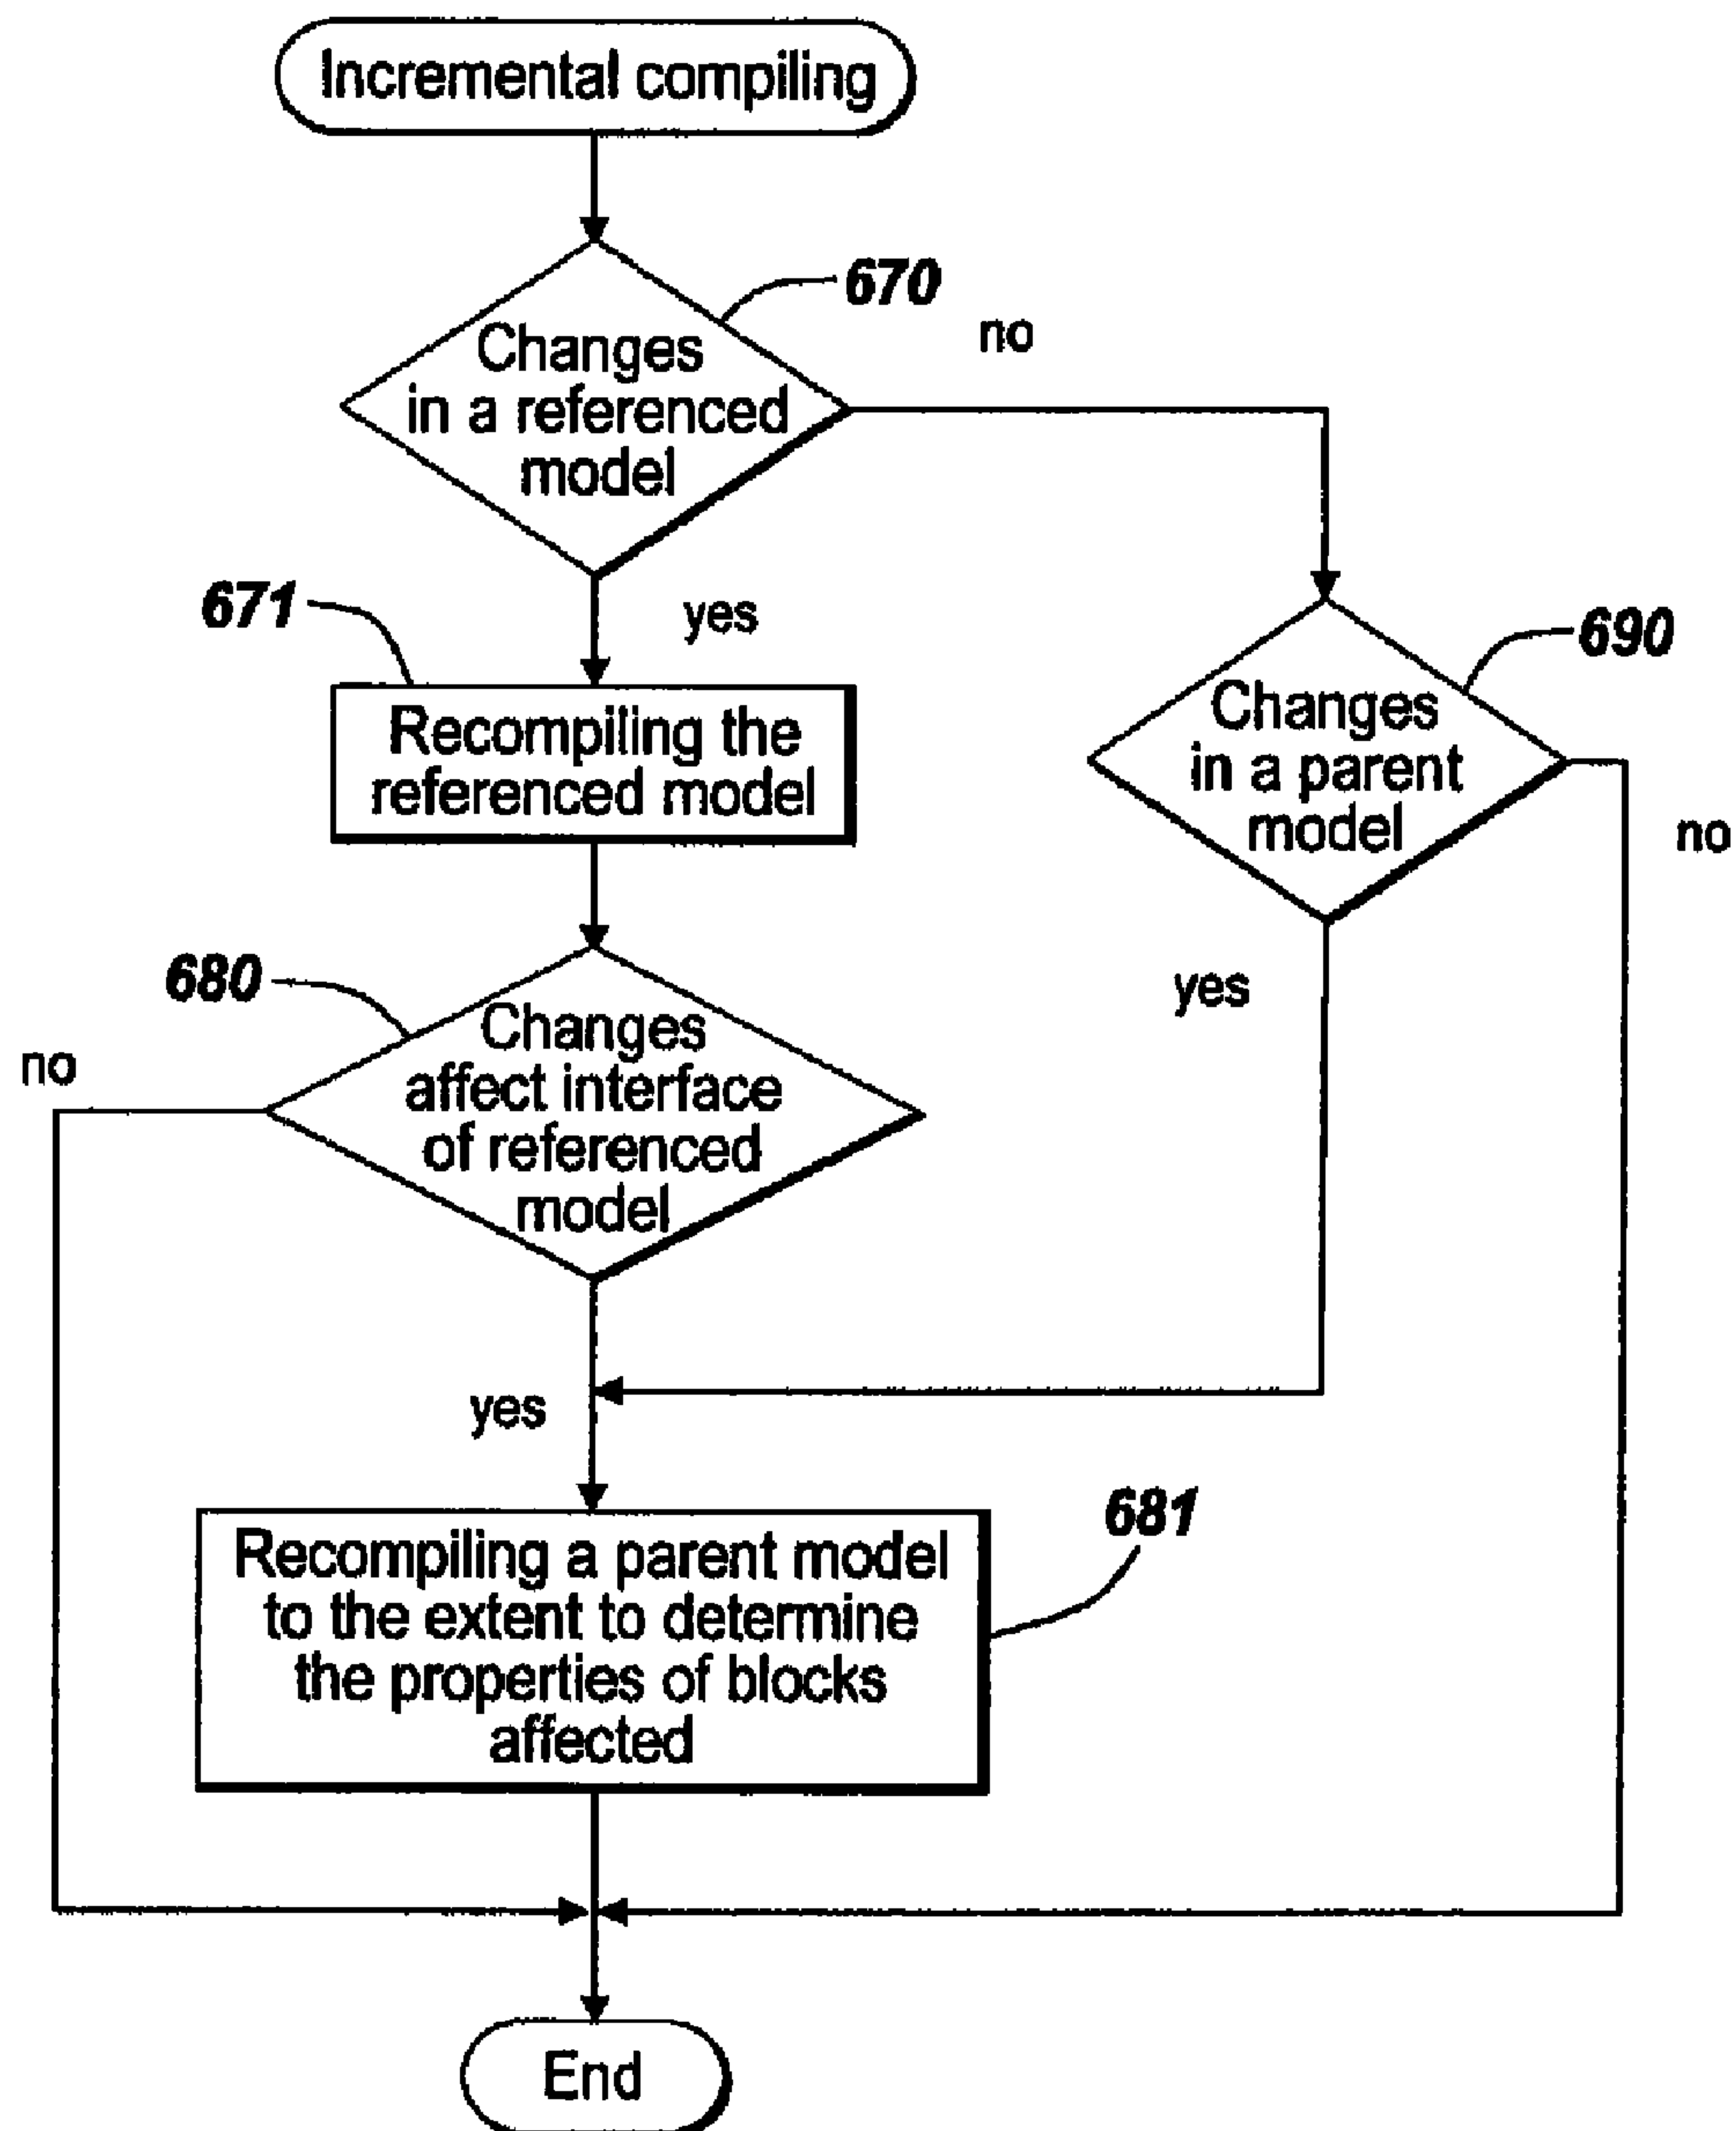 Incremental compiling
670
Changes
in a referenced
model
no
671
yes
Recompiling the
referenced model
690
Changes
in a parent
model
no
680
Changes
affect interface
of referenced
model
no
yes
yes
681
Recompiling a parent model
to the extent to determine
the properties of blocks
affected
End